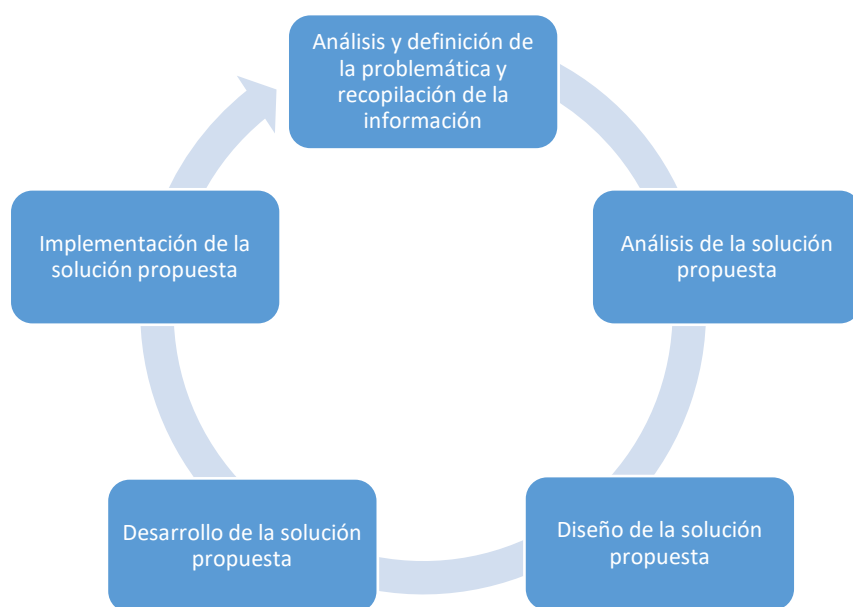 Análisis y definición de
la problemática y
recopilación de la
información
Análisis de la solución
propuesta
Diseño de la solución
propuesta
Desarrollo de la solución
propuesta
Implementación de la
solución propuesta